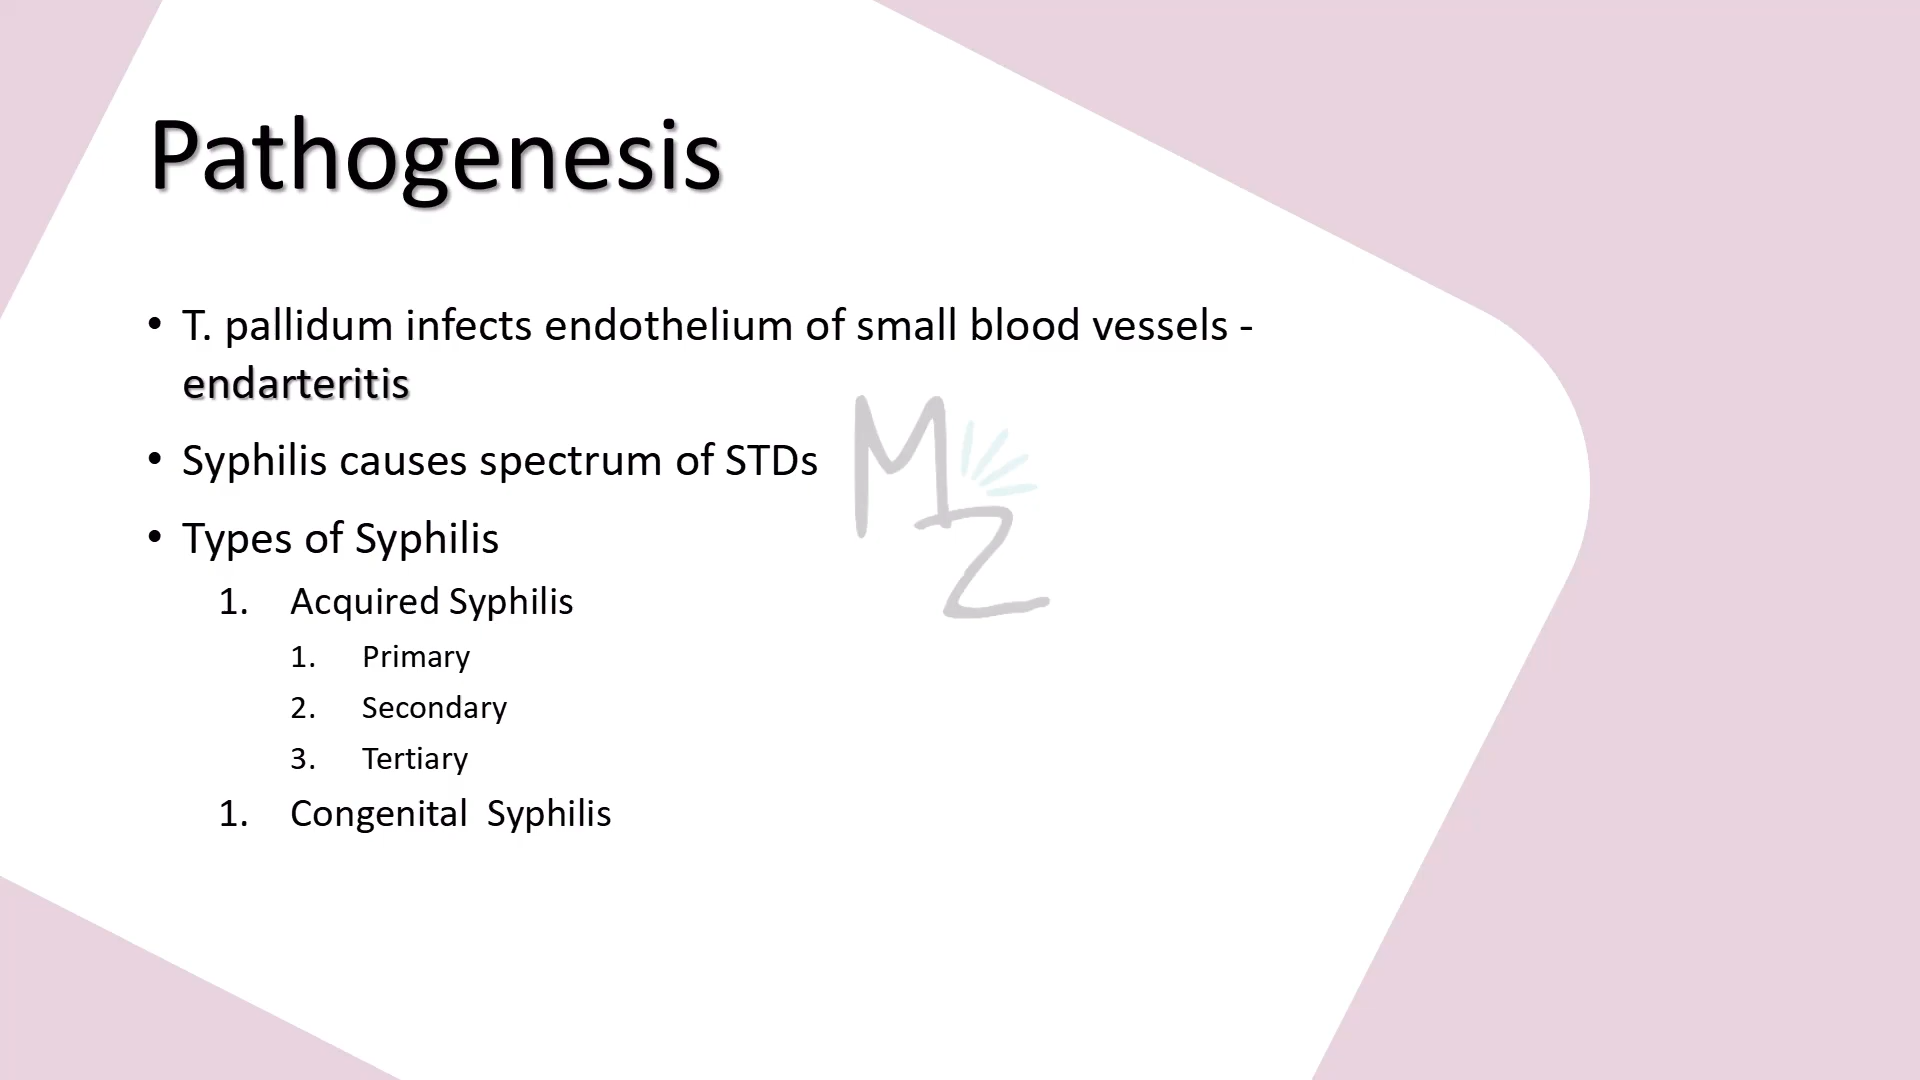 Pathogenesis
• T. pallidum infects endothelium of small blood vessels -
endarteritis
• Syphilis causes spectrum of STDs
• Types of Syphilis
1. Acquired Syphilis
1. Primary
2. Secondary
3. Tertiary
1. Congenital  Syphilis
MZ